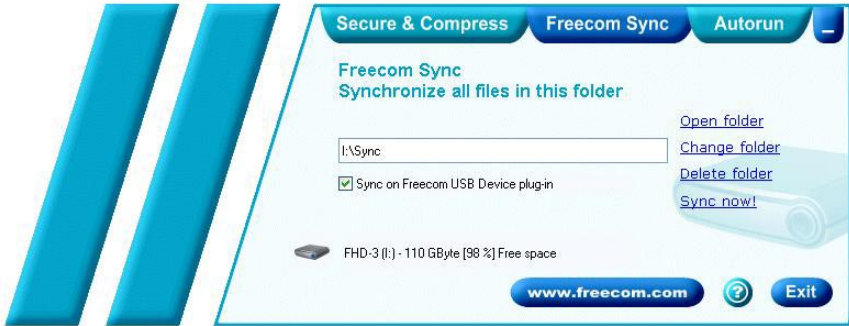 Secure & Compress
Freecom Sync
Autorun
Freecom Sync
Synchronize all files in this folder
Open folder
I:\Sync
Change folder
Sync on Freecom USB Device plug-in
Delete folder
Sync now!
FHD-3 (I:) - 110 GByte [98 %] Free space
www.freecom.com
?
Exit